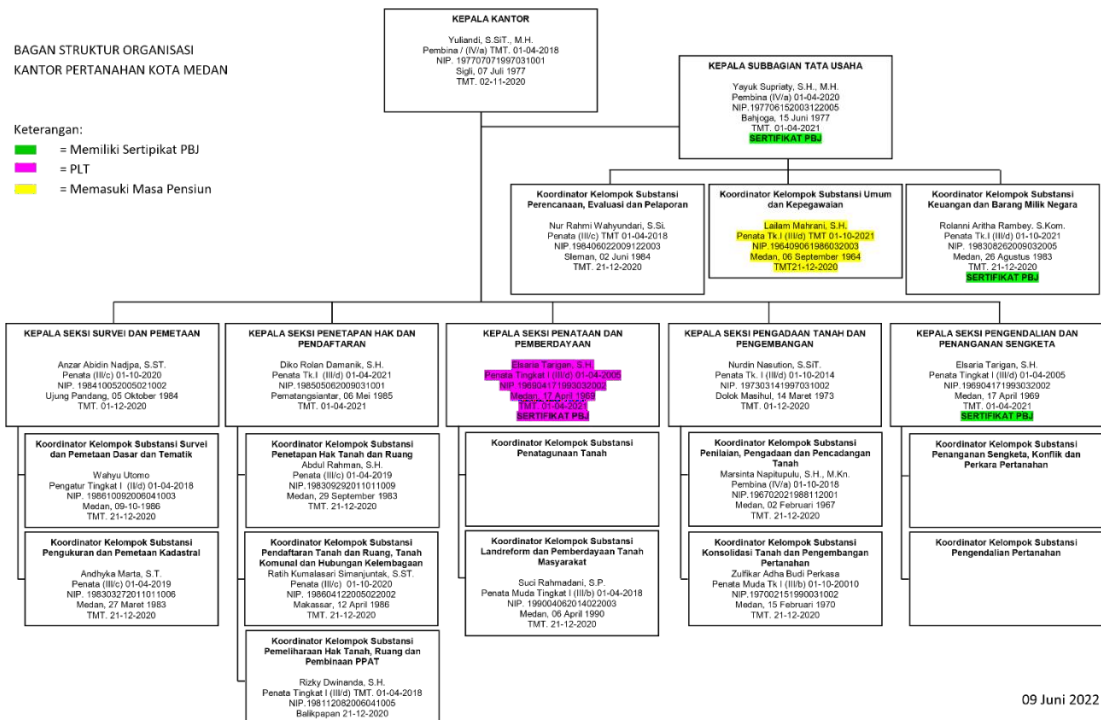 BAGAN STRUKTUR ORGANISASI
KANTOR PERTANAHAN KOTA MEDAN
Keterangan:
= Memiliki Sertipikat PBJ
= PLT
= Memasuki Masa Pensiun
KEPALA KANTOR
Yuliandi, S.SiT., M.H.
Pembina / (IV/a) TMT. 01-04-2018
NIP. 197707071997031001
Sigli, 07 Juli 1977
TMT. 02-11-2020
KEPALA SUBBAGIAN TATA USAHA
Yayuk Supriaty, S.H., M.H.
Pembina (IV/a) 01-04-2020
NIP.197706152003122005
Bahjoga, 15 Juni 1977
TMT. 01-04-2021
SERTIFIKAT PBJ
Koordinator Kelompok Substansi
Perencanaan, Evaluasi dan Pelaporan
Nur Rahmi Wahyundari, S.Si.
Penata (III/c) TMT 01-04-2018
NIP. 198406022009122003
Sleman, 02 Juni 1984
TMT. 21-12-2020
Koordinator Kelompok Substansi Umum
dan Kepegawaian
Lailam Mahrani, S.H.
Penata Tk.I (III/d) TMT 01-10-2021
NIP. 196409061986032003
Medan, 06 September 1964
TMT21-12-2020
Koordinator Kelompok Substansi
Keuangan dan Barang Milik Negara
Rolanni Aritha Rambey. S.Kom.
Penata Tk.I (III/d) 01-10-2021
NIP. 198308262009032005
Medan, 26 Agustus 1983
TMT. 21-12-2020
SERTIFIKAT PBJ
KEPALA SEKSI SURVEI DAN PEMETAAN
Anzar Abidin Nadjpa, S.ST.
Penata (III/c) 01-10-2020
NIP. 198410052005021002
Ujung Pandang, 05 Oktober 1984
TMT. 01-12-2020
KEPALA SEKSI PENETAPAN HAK DAN
PENDAFTARAN
Diko Rolan Damanik, S.H.
Penata Tk.I (III/d) 01-04-2021
NIP. 198505062009031001
Pematangsiantar, 06 Mei 1985
TMT. 01-04-2021
KEPALA SEKSI PENATAAN DAN
PEMBERDAYAAN
Elsaria Tarigan, S.H.
Penata Tingkat I (III/d) 01-04-2005
NIP.196904171993032002
Medan, 17 April 1969
TMT. 01-04-2021
SERTIFIKAT PBJ
KEPALA SEKSI PENGADAAN TANAH DAN
PENGEMBANGAN
Nurdin Nasution, S.SiT.
Penata Tk. I (III/d) 01-10-2014
NIP. 197303141997031002
Dolok Masihul, 14 Maret 1973
TMT. 01-12-2020
KEPALA SEKSI PENGENDALIAN DAN
PENANGANAN SENGKETA
Elsaria Tarigan, S.H.
Penata Tingkat I (III/d) 01-04-2005
NIP.196904171993032002
Medan, 17 April 1969
TMT. 01-04-2021
SERTIFIKAT PBJ
Koordinator Kelompok Substansi Survei
dan Pemetaan Dasar dan Tematik
Wahyu Utomo
Pengatur Tingkat I (II/d) 01-04-2018
NIP. 198610092006041003
Medan, 09-10-1986
TMT. 21-12-2020
Koordinator Kelompok Substansi
Penetapan Hak Tanah dan Ruang
Abdul Rahman, S.H.
Penata (III/c) 01-04-2019
NIP.198309292011011009
Medan, 29 September 1983
TMT. 21-12-2020
Koordinator Kelompok Substansi
Penatagunaan Tanah
Koordinator Kelompok Substansi
Penilaian, Pengadaan dan Pencadangan
Tanah
Marsinta Napitupulu, S.H., M.Kn.
Pembina (IV/a) 01-10-2018
NIP.196702021988112001
Medan, 02 Februari 1967
TMT. 21-12-2020
Koordinator Kelompok Substansi
Penanganan Sengketa, Konflik dan
Perkara Pertanahan
Koordinator Kelompok Substansi
Pengukuran dan Pemetaan Kadastral
Andhyka Marta, S.T.
Penata (III/c) 01-04-2019
NIP. 198303272011011006
Medan, 27 Maret 1983
TMT. 21-12-2020
Koordinator Kelompok Substansi
Pendaftaran Tanah dan Ruang, Tanah
Komunal dan Hubungan Kelembagaan
Ratih Kumalasari Simanjuntak, S.ST.
Penata (III/c) 01-10-2020
NIP. 198604122005022002
Makassar, 12 April 1986
TMT. 21-12-2020
Koordinator Kelompok Substansi
Landreform dan Pemberdayaan Tanah
Masyarakat
Suci Rahmadani, S.P.
Penata Muda Tingkat I (III/b) 01-04-2018
NIP. 199004062014022003
Medan, 06 April 1990
TMT. 21-12-2020
Koordinator Kelompok Substansi
Konsolidasi Tanah dan Pengembangan
Pertanahan
Zulfikar Adha Budi Perkasa
Penata Muda Tk I (III/b) 01-10-20010
NIP. 197002151990031002
Medan, 15 Februari 1970
TMT. 21-12-2020
Koordinator Kelompok Substansi
Pengendalian Pertanahan
Koordinator Kelompok Substansi
Pemeliharaan Hak Tanah, Ruang dan
Pembinaan PPAT
Rizky Dwinanda, S.H.
Penata Tingkat I (III/d) TMT. 01-04-2018
NIP.198112082006041005
Balikpapan 21-12-2020
09 Juni 2022